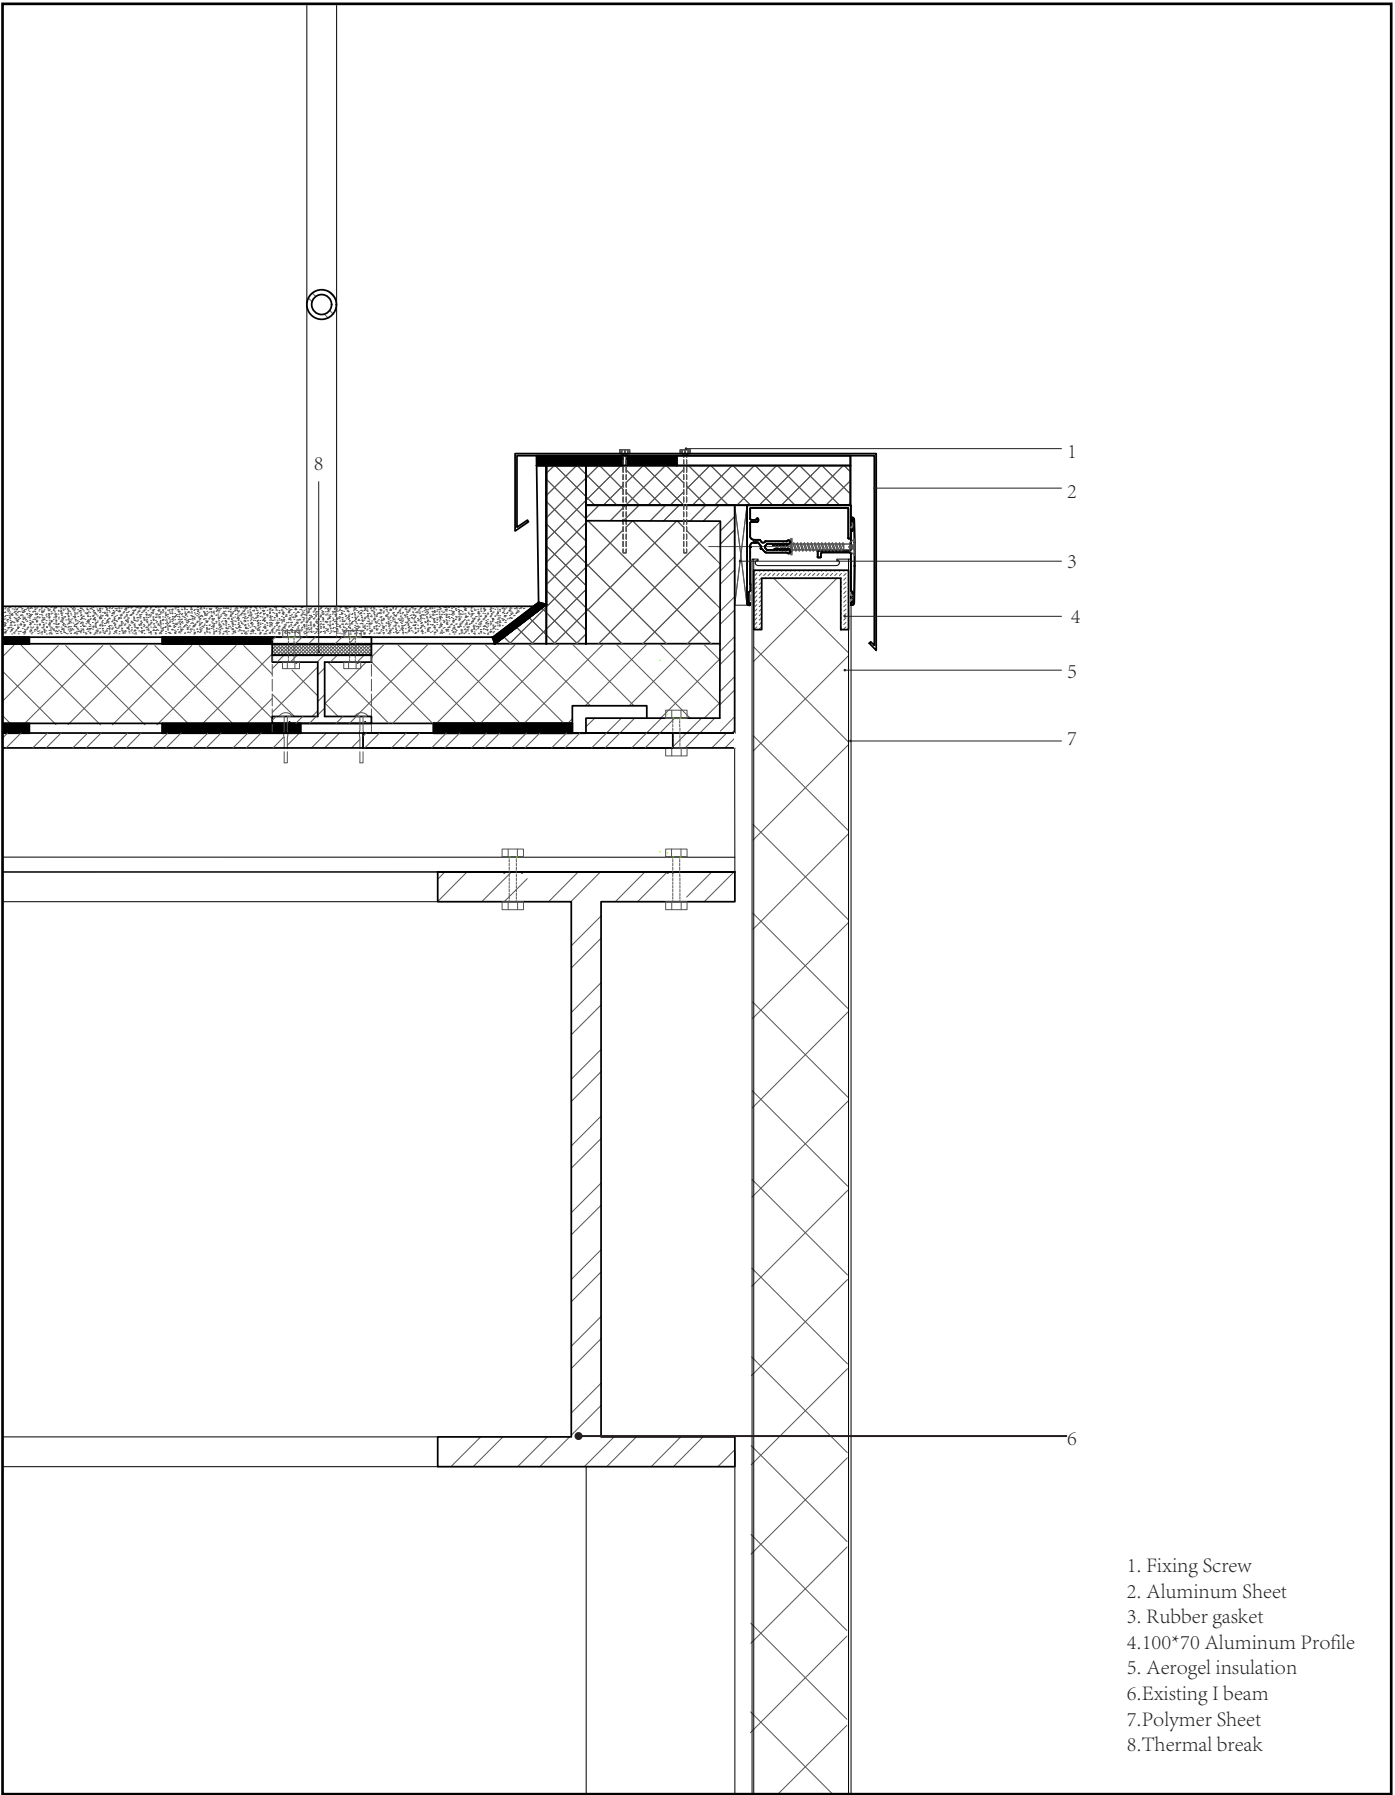 1
8
2
3
4
5
7
6
1. Fixing Screw
2. Aluminum Sheet
3. Rubber gasket
4.100*70 Aluminum Profile
5. Aerogel insulation
6.Existing I beam
7.Polymer Sheet
8.Thermal break